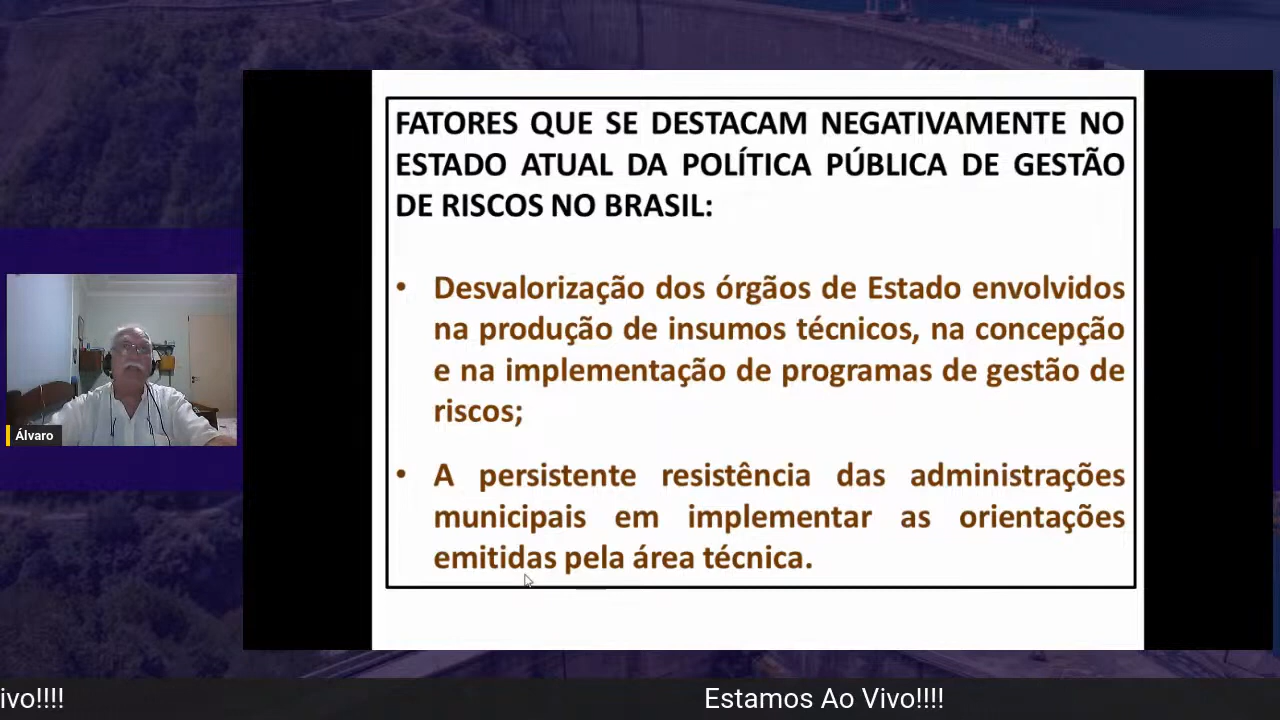 FATORES QUE SE DESTACAM NEGATIVAMENTE NO
ESTADO ATUAL DA POLÍTICA PÚBLICA DE GESTÃO
DE RISCOS NO BRASIL:
• Desvalorização dos órgãos de Estado envolvidos
na produção de insumos técnicos, na concepção
e na implementação de programas de gestão de
riscos;
• A persistente resistência das administrações
municipais em implementar as orientações
emitidas pela área técnica.
Álvaro
ivo!!!!
Estamos Ao Vivo!!!!